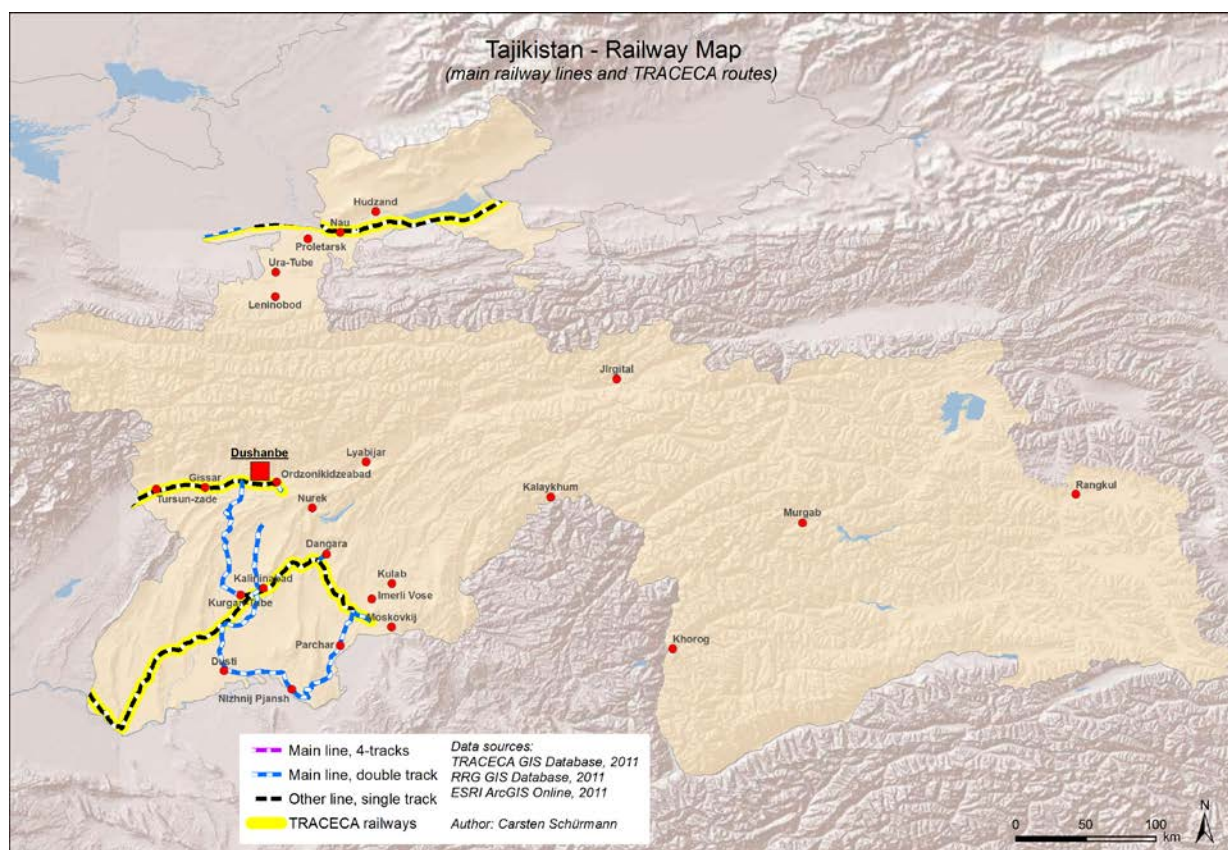 Tajikistan - Railway Map
(main railway lines and TRACECA routes)
Hudzand
Nau
Proletarsk
Ura-Tube
Leninobod
Jirgital
Dushanbe
Lyabijar
Gissar
Ordzonikidzeabad
Tursun-zade
Nurek
Kalaykhum
Rangkul
Murgab
Dangara
Kalininabad
Kulab
Kurgan-Tube
Imerli Vose
Moskovkij
Parchar
Khorog
Dusti
Nizhnij Pjansh
Main line, 4-tracks
Main line, double track
Other line, single track
TRACECA railways
Data sources:
TRACECA GIS Database, 2011
RRG GIS Database, 2011
ESRI ArcGIS Online, 2011
Author: Carsten Schürmann
N
0 50 100
km